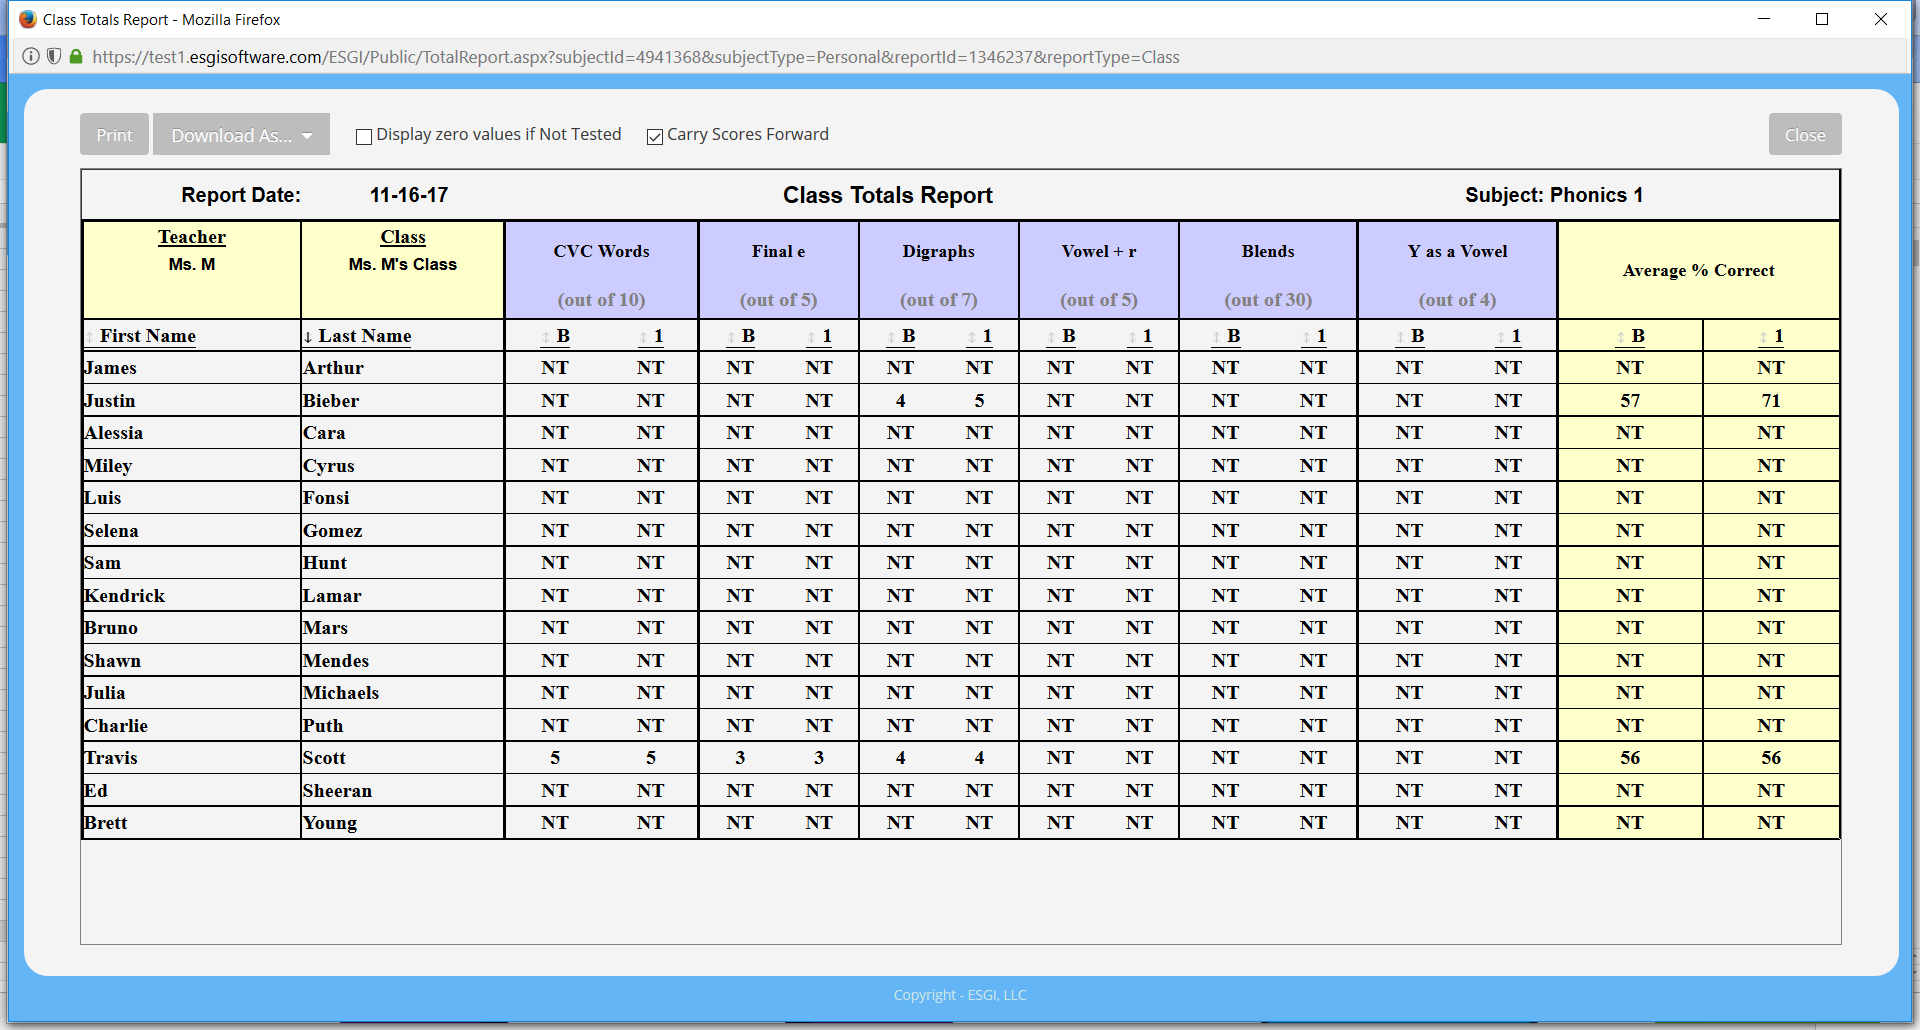 Class Totals Report - Mozilla Firefox
https://test1.esgisoftware.com/ESGI/Public/TotalReport.aspx?subjectId=4941368&subjectType=Personal&reportId=1346237&reportType=Class
Print Download As... Display zero values if Not Tested Carry Scores Forward Close
Report Date: 11-16-17 Class Totals Report Subject: Phonics 1
Teacher Class CVC Words Final e Digraphs Vowel + r Blends Y as a Vowel Average % Correct
Ms. M Ms. M's Class
(out of 10) (out of 5) (out of 7) (out of 5) (out of 30) (out of 4)
↕ First Name ↓ Last Name ↕ B ↕ 1 ↕ B ↕ 1 ↕ B ↕ 1 ↕ B ↕ 1 ↕ B ↕ 1 ↕ B ↕ 1 ↕ B ↕ 1
James Arthur NT NT NT NT NT NT NT NT NT NT NT NT NT NT
Justin Bieber NT NT NT NT 4 5 NT NT NT NT NT NT 57 71
Alessia Cara NT NT NT NT NT NT NT NT NT NT NT NT NT NT
Miley Cyrus NT NT NT NT NT NT NT NT NT NT NT NT NT NT
Luis Fonsi NT NT NT NT NT NT NT NT NT NT NT NT NT NT
Selena Gomez NT NT NT NT NT NT NT NT NT NT NT NT NT NT
Sam Hunt NT NT NT NT NT NT NT NT NT NT NT NT NT NT
Kendrick Lamar NT NT NT NT NT NT NT NT NT NT NT NT NT NT
Bruno Mars NT NT NT NT NT NT NT NT NT NT NT NT NT NT
Shawn Mendes NT NT NT NT NT NT NT NT NT NT NT NT NT NT
Julia Michaels NT NT NT NT NT NT NT NT NT NT NT NT NT NT
Charlie Puth NT NT NT NT NT NT NT NT NT NT NT NT NT NT
Travis Scott 5 5 3 3 4 4 NT NT NT NT NT NT 56 56
Ed Sheeran NT NT NT NT NT NT NT NT NT NT NT NT NT NT
Brett Young NT NT NT NT NT NT NT NT NT NT NT NT NT NT
Copyright - ESGI, LLC